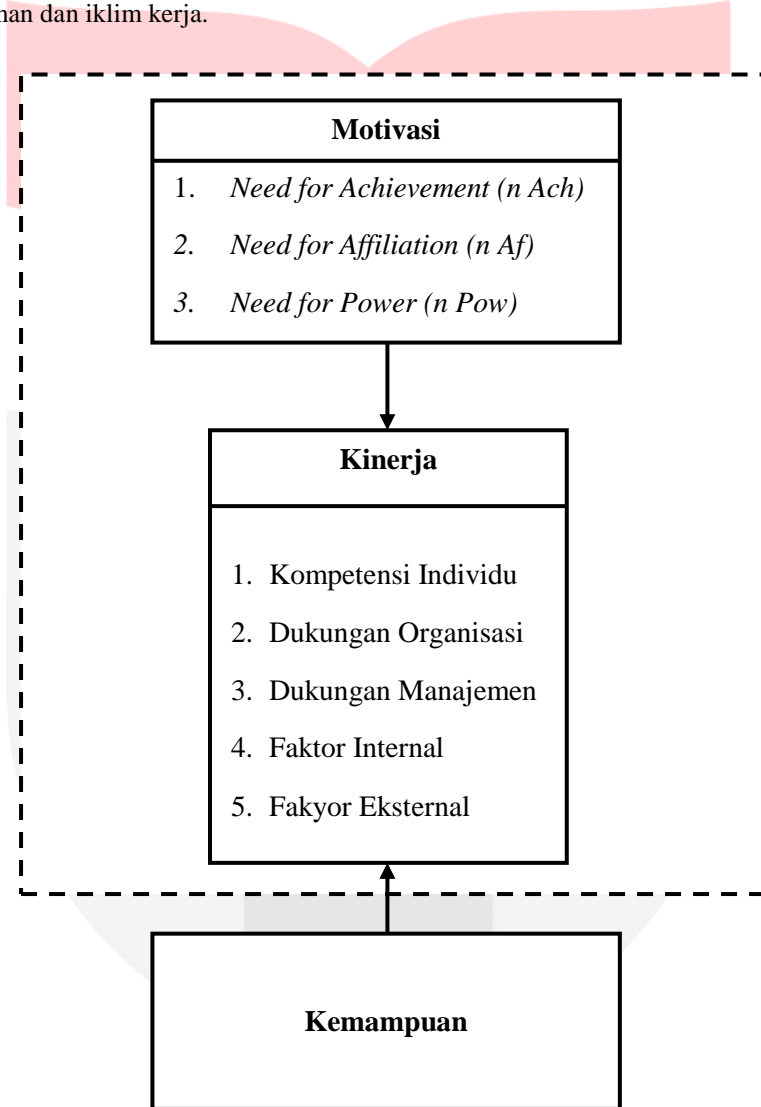 nan dan iklim kerja.
Motivasi
1. Need for Achievement (n Ach)
2. Need for Affiliation (n Af)
3. Need for Power (n Pow)
Kinerja
1. Kompetensi Individu
2. Dukungan Organisasi
3. Dukungan Manajemen
4. Faktor Internal
5. Fakyor Eksternal
Kemampuan